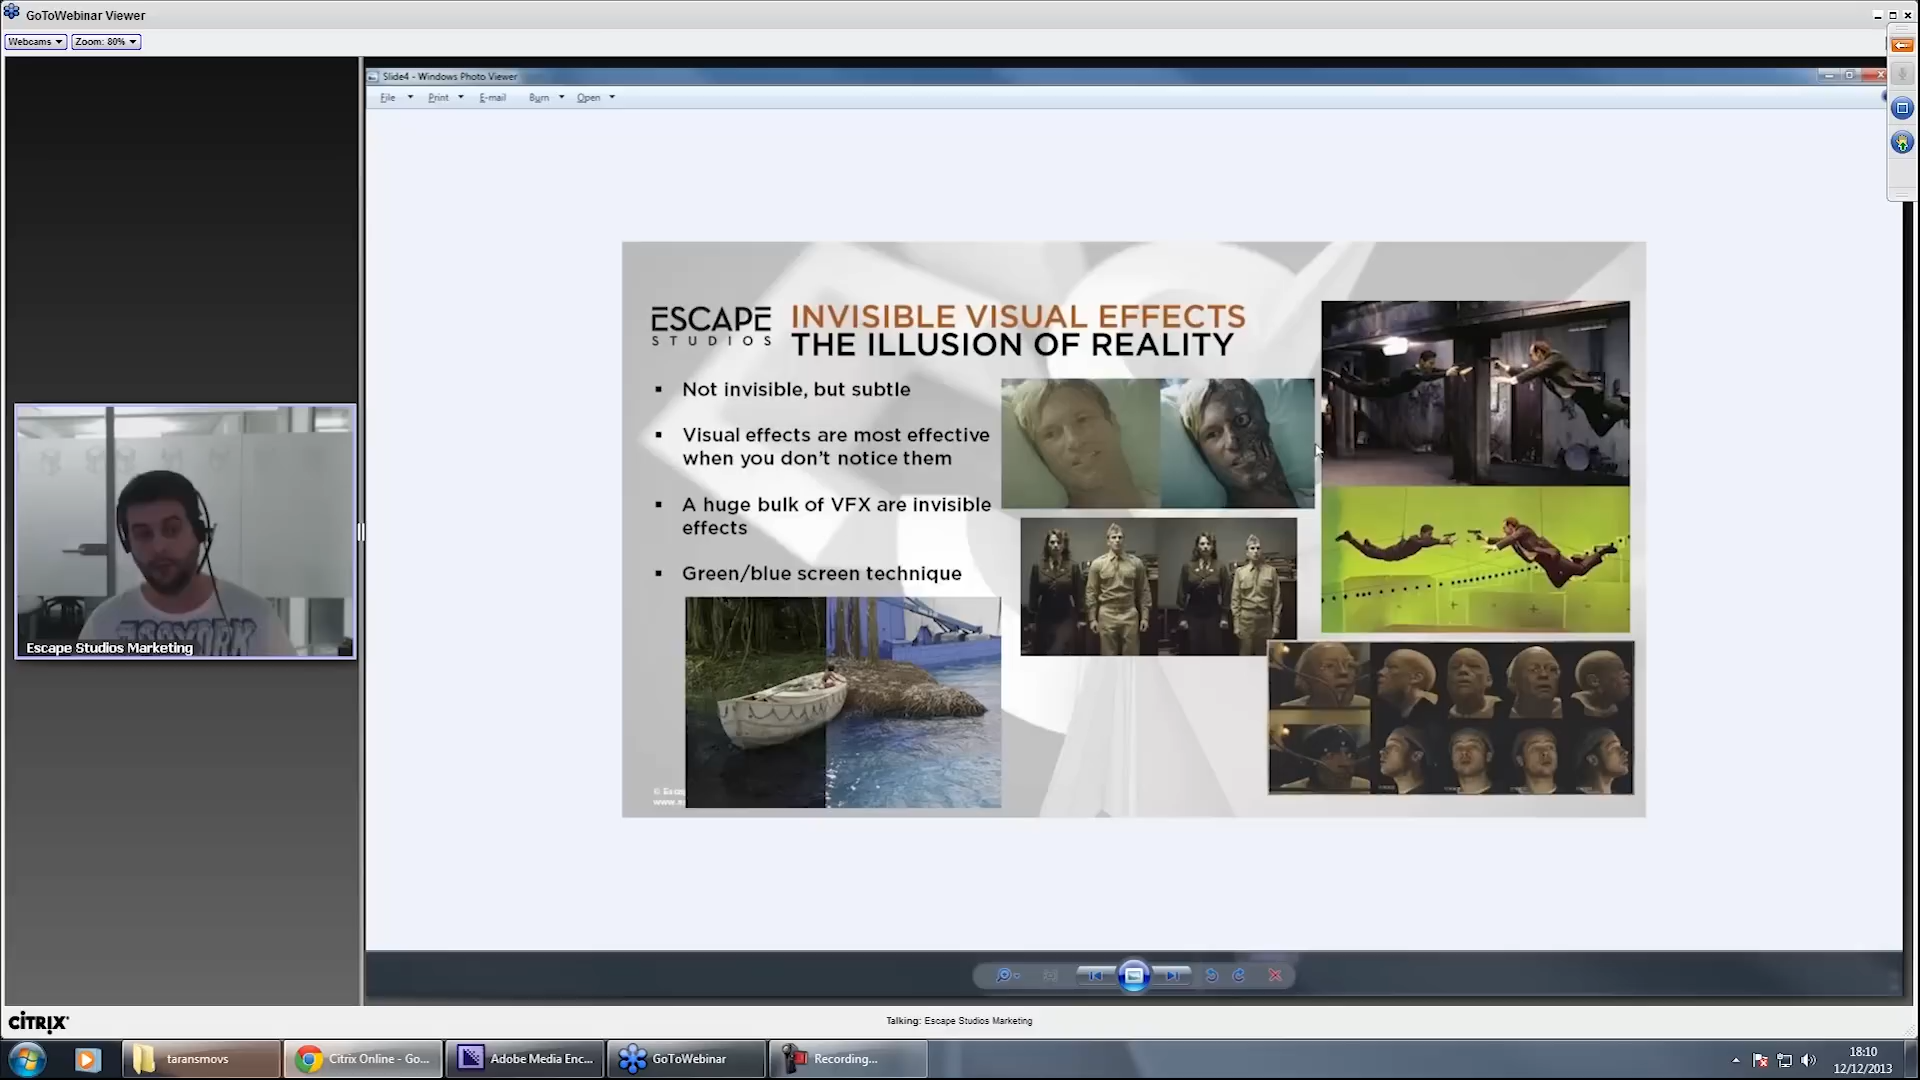 GoToWebinar Viewer
Webcams
Zoom: 80%
Slide4 - Windows Photo Viewer
File
Print
E-mail
Burn
Open
ESCAPE
STUDIOS
INVISIBLE VISUAL EFFECTS
THE ILLUSION OF REALITY
▪ Not invisible, but subtle
▪ Visual effects are most effective
when you don't notice them
▪ A huge bulk of VFX are invisible
effects
▪ Green/blue screen technique
Escape Studios Marketing
CITRIX
Talking: Escape Studios Marketing
taransmovs
Citrix Online - Go...
Adobe Media Enc...
GoToWebinar
Recording...
18:10
12/12/2013